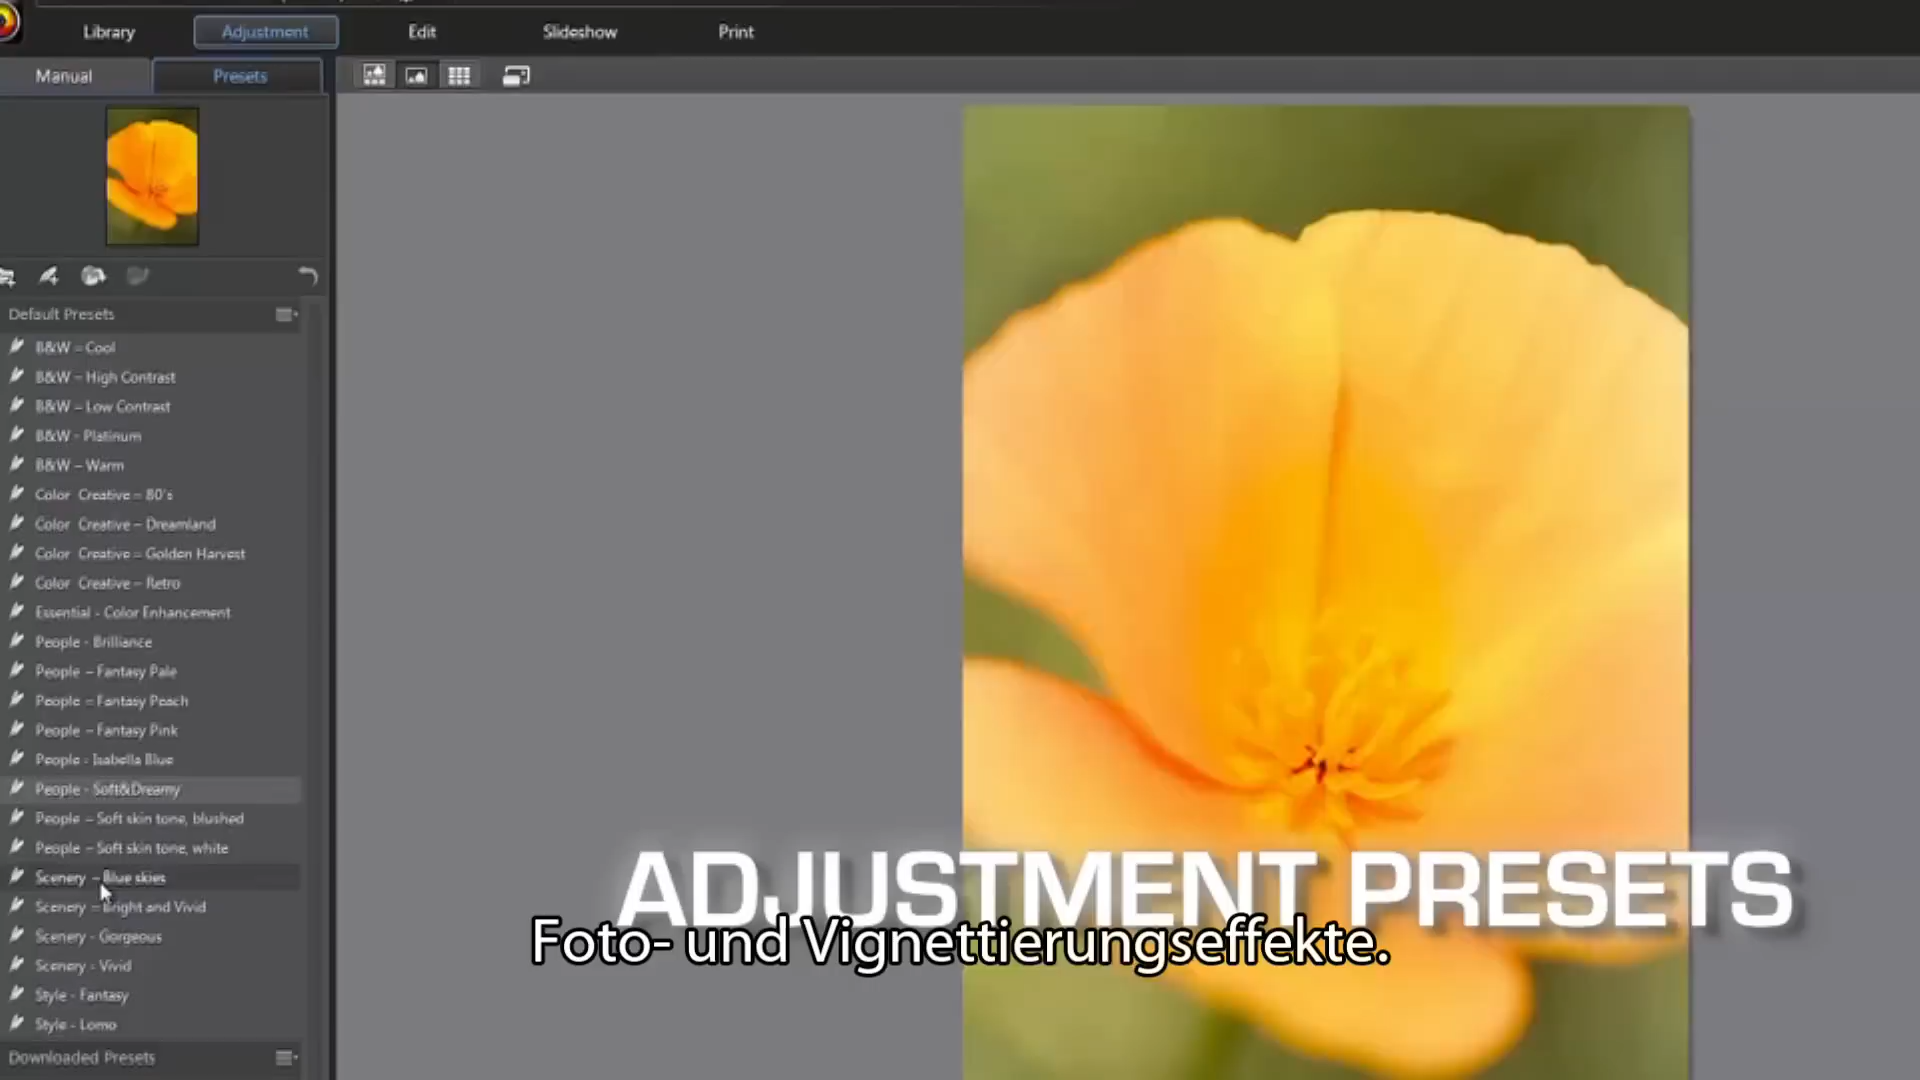 Library Adjustment Edit Slideshow Print
Manual Presets
Default Presets
B&W – Cool
B&W – High Contrast
B&W – Low Contrast
B&W - Platinum
B&W – Warm
Color Creative – 80's
Color Creative – Dreamland
Color Creative – Golden Harvest
Color Creative – Retro
Essential - Color Enhancement
People - Brilliance
People – Fantasy Pale
People – Fantasy Peach
People – Fantasy Pink
People - Isabella Blue
People - Soft&Dreamy
People – Soft skin tone, blushed
People – Soft skin tone, white
Scenery – Blue skies
Scenery – Bright and Vivid
Scenery - Gorgeous
Scenery - Vivid
Style - Fantasy
Style - Lomo
Downloaded Presets
ADJUSTMENT PRESETS
Foto- und Vignettierungseffekte.